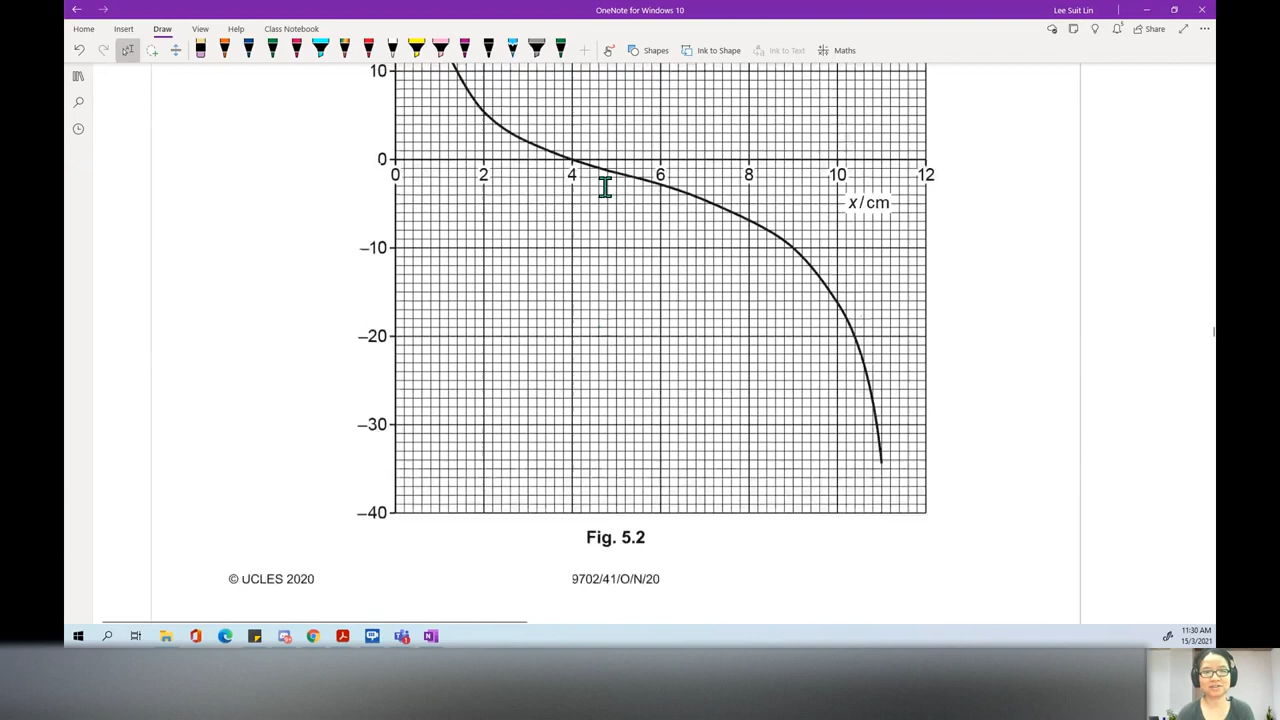 OneNote for Windows 10
Lee Suit Lin
Home Insert Draw View Help Class Notebook
Share
Shapes Ink to Shape Ink to Text Maths
10
0
0 2 4 6 8 10 12
x/cm
–10
–20
–30
–40
Fig. 5.2
© UCLES 2020 9702/41/O/N/20
11:30 AM
15/3/2021